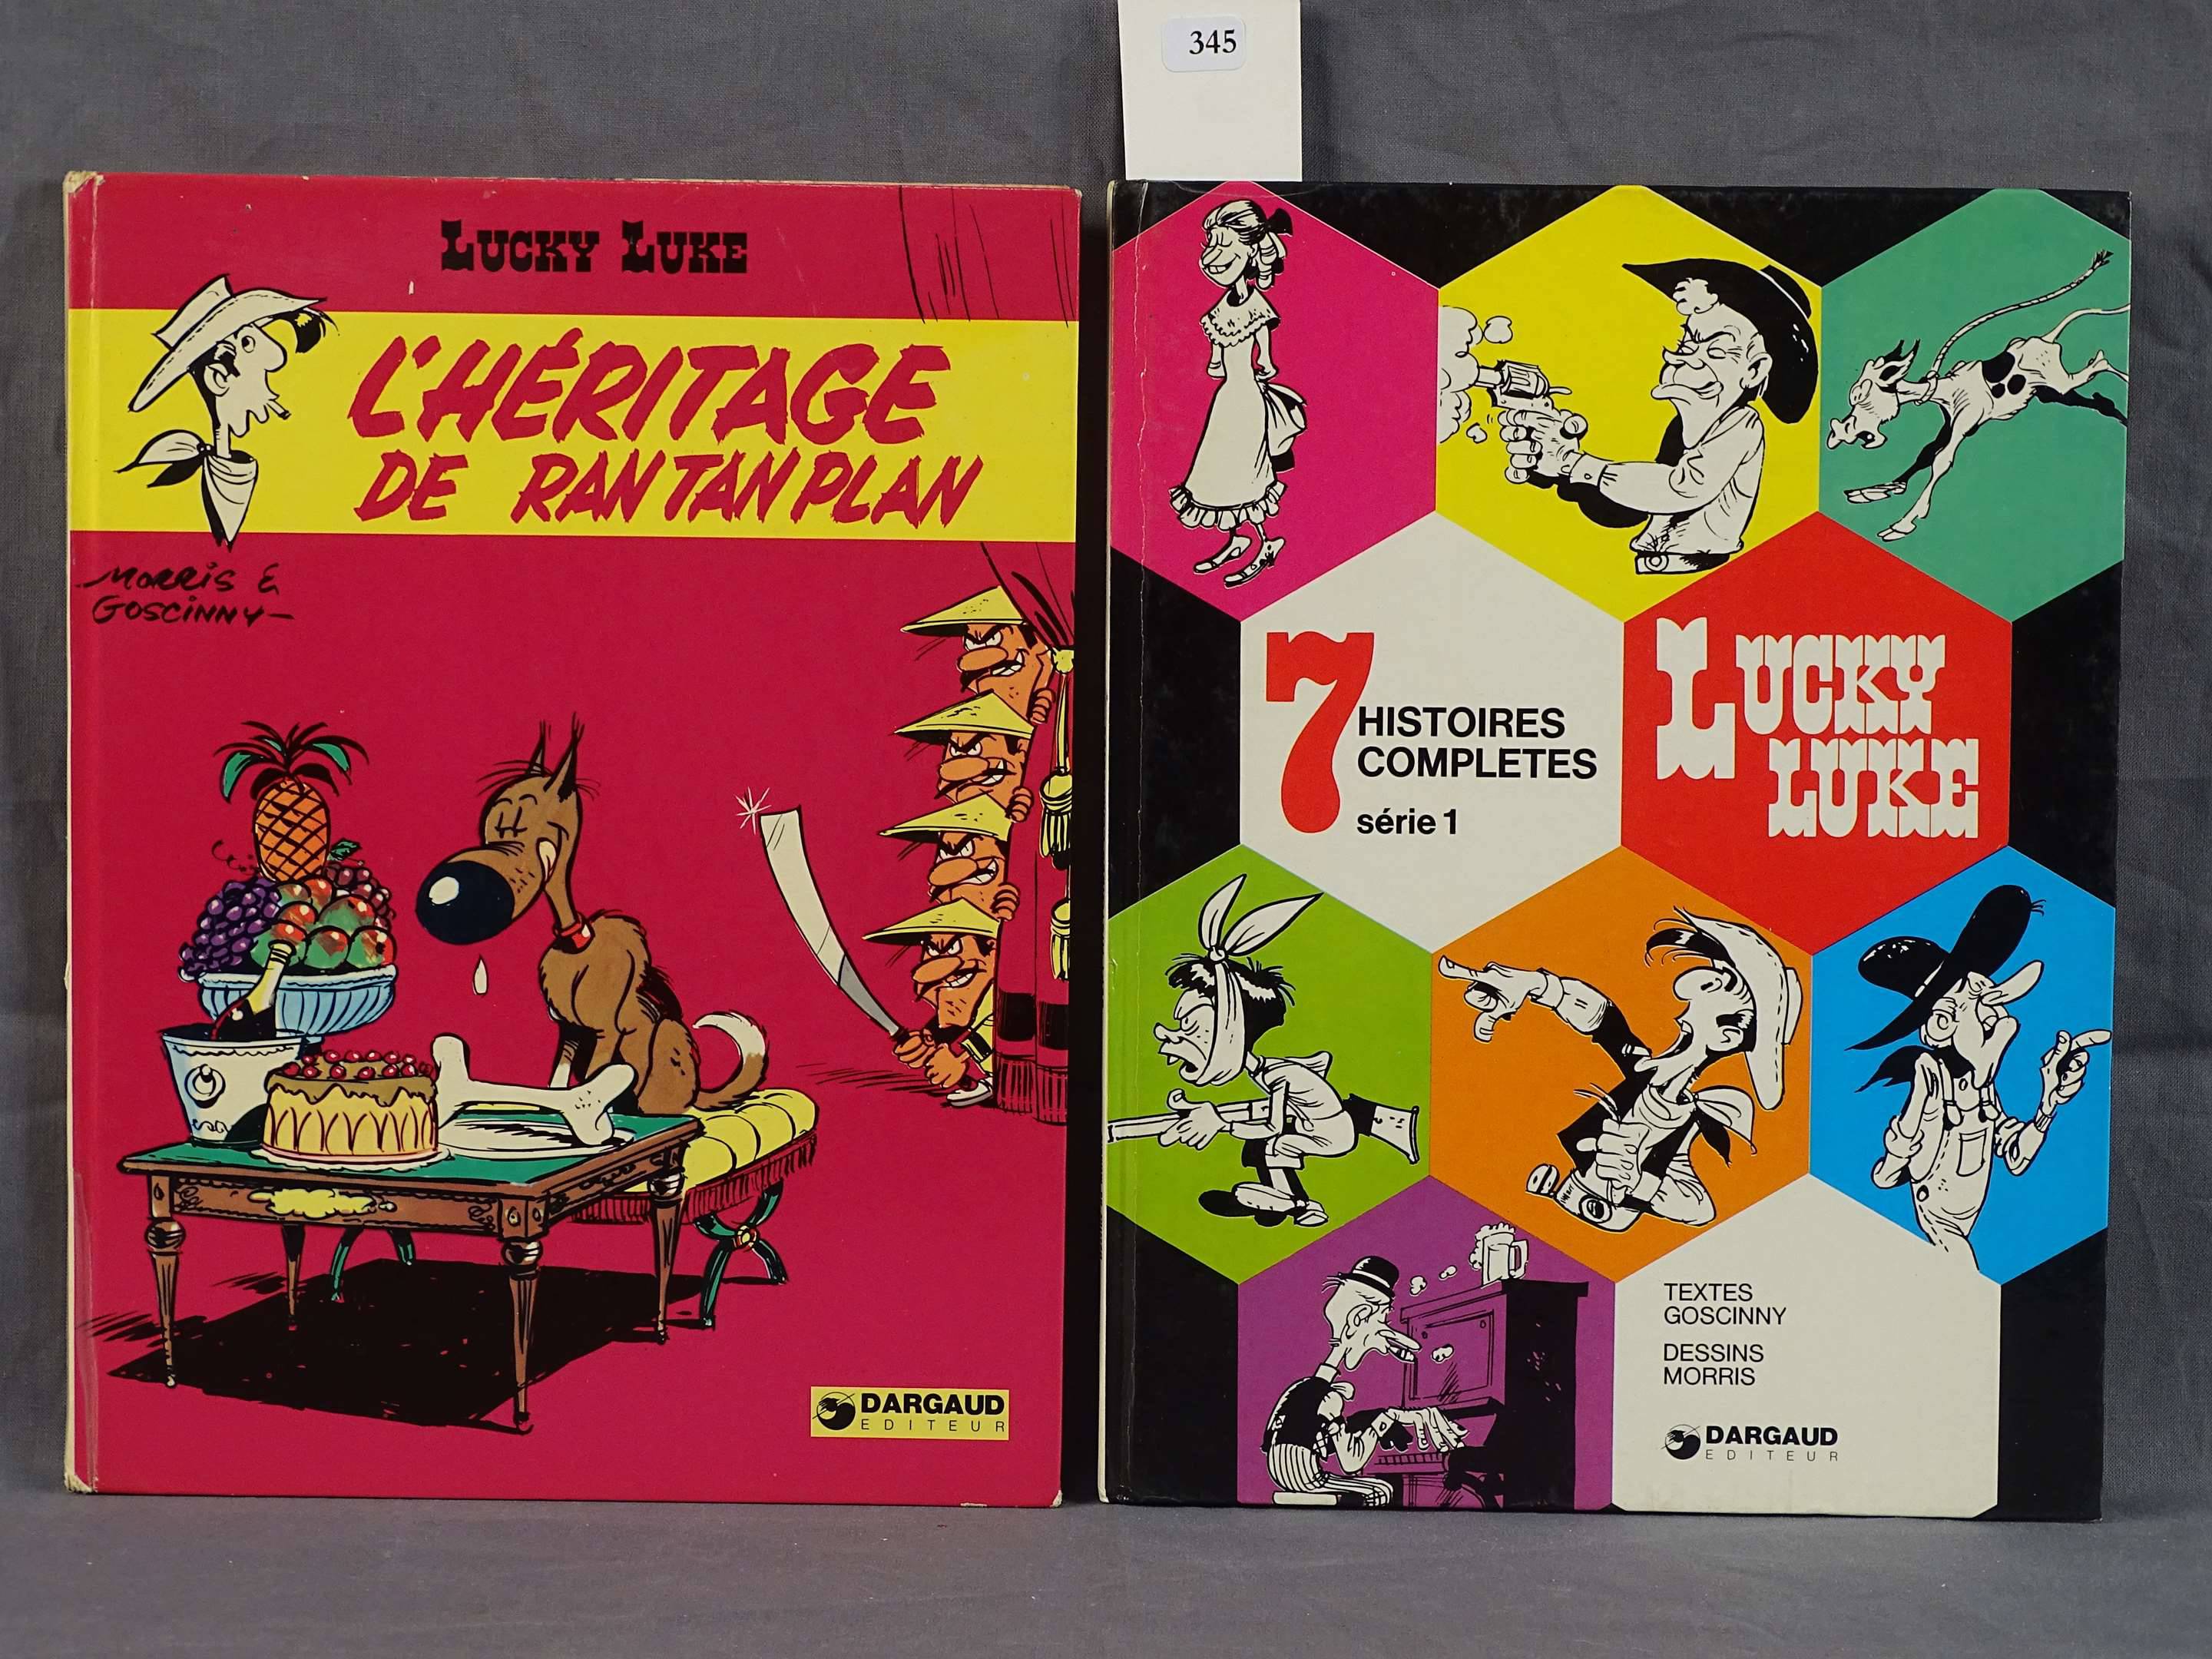 345
LUCKY LUKE
L'HÉRITAGE
DE RANTANPLAN
MORRIS &
GOSCINNY
DARGAUD
EDITEUR
7
HISTOIRES
COMPLETES
série 1
LUCKY
LUKE
TEXTES
GOSCINNY
DESSINS
MORRIS
DARGAUD
EDITEUR